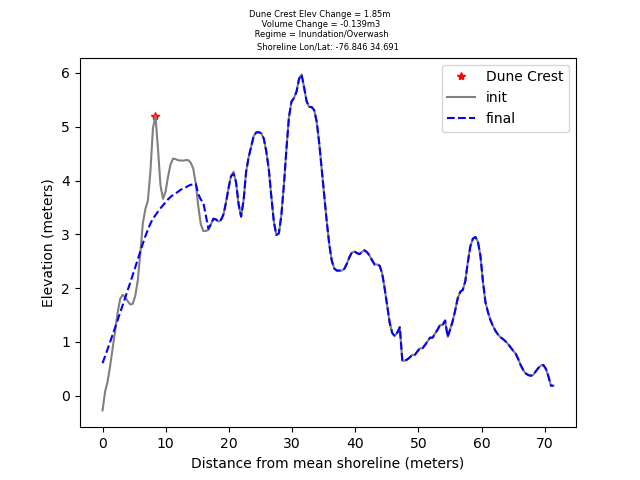 Dune Crest Elev Change = 1.85m
Volume Change = -0.139m3
Regime = Inundation/Overwash
Shoreline Lon/Lat: -76.846 34.691
Dune Crest
init
final
Elevation (meters)
6
5
4
3
2
1
0
0 10 20 30 40 50 60 70
Distance from mean shoreline (meters)